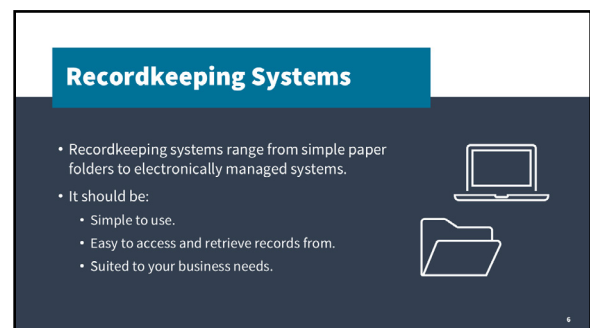 Recordkeeping Systems
• Recordkeeping systems range from simple paper
folders to electronically managed systems.
• It should be:
• Simple to use.
• Easy to access and retrieve records from.
• Suited to your business needs.
6